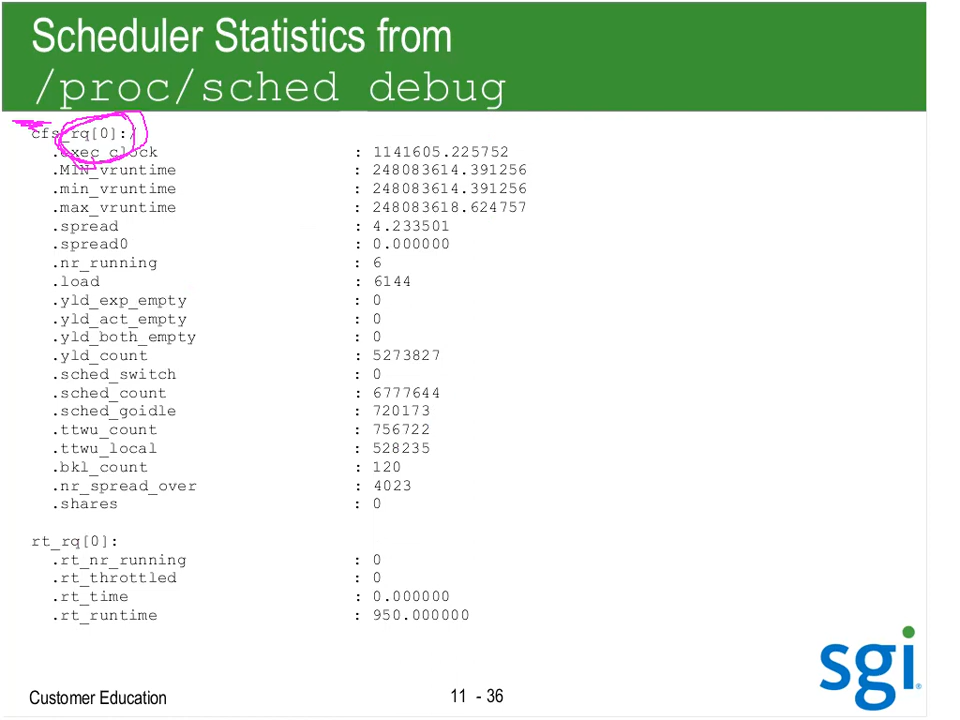 Scheduler Statistics from
/proc/sched_debug
cfs_rq[0]:/
.exec_clock : 1141605.225752
.MIN_vruntime : 248083614.391256
.min_vruntime : 248083614.391256
.max_vruntime : 248083618.624757
.spread : 4.233501
.spread0 : 0.000000
.nr_running : 6
.load : 6144
.yld_exp_empty : 0
.yld_act_empty : 0
.yld_both_empty : 0
.yld_count : 5273827
.sched_switch : 0
.sched_count : 6777644
.sched_goidle : 720173
.ttwu_count : 756722
.ttwu_local : 528235
.bkl_count : 120
.nr_spread_over : 4023
.shares : 0
rt_rq[0]:
.rt_nr_running : 0
.rt_throttled : 0
.rt_time : 0.000000
.rt_runtime : 950.000000
sgi®
Customer Education 11 - 36